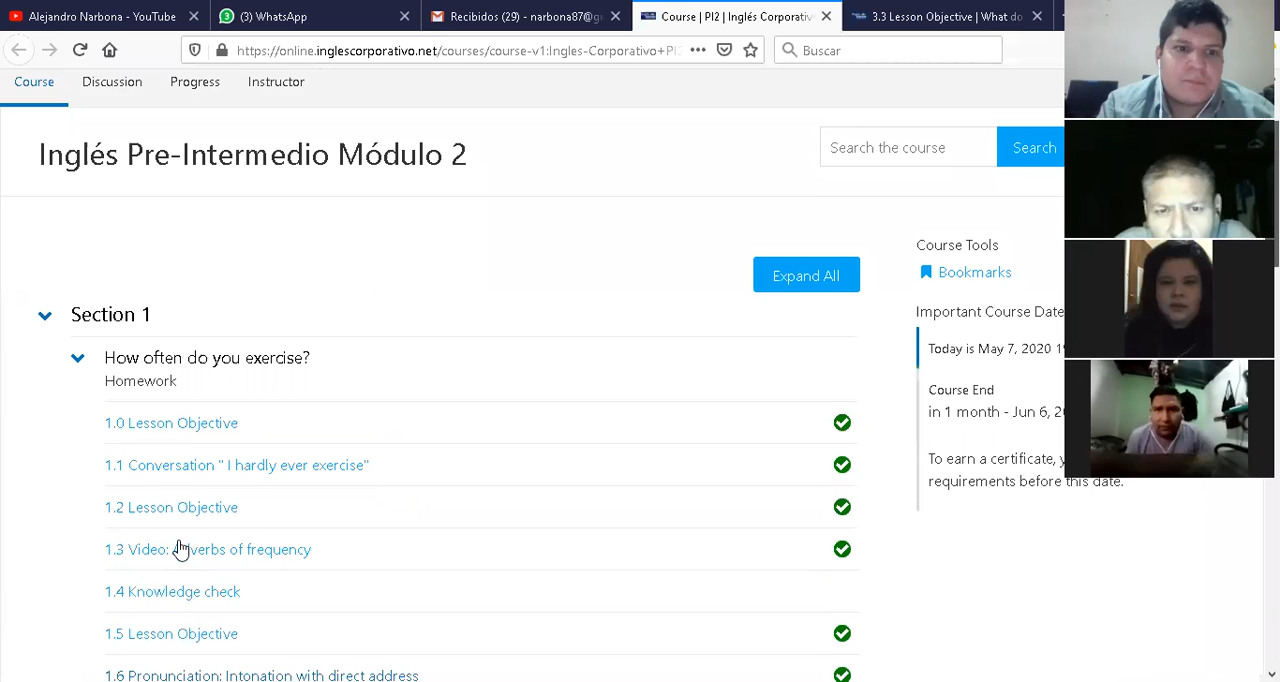 Alejandro Narbona - YouTube
(3) WhatsApp
Recibidos (29) - narbona87@g
Course | PI2 | Inglés Corporativ
3.3 Lesson Objective | What do
https://online.inglescorporativo.net/courses/course-v1:Ingles-Corporativo+PI2
Buscar
Course
Discussion
Progress
Instructor
Inglés Pre-Intermedio Módulo 2
Search the course
Search
Course Tools
Bookmarks
Expand All
Important Course Date
Section 1
Today is May 7, 2020 1
How often do you exercise?
Homework
Course End
in 1 month - Jun 6, 20
1.0 Lesson Objective
1.1 Conversation " I hardly ever exercise"
To earn a certificate, y
requirements before this date.
1.2 Lesson Objective
1.3 Video: verbs of frequency
1.4 Knowledge check
1.5 Lesson Objective
1.6 Pronunciation: Intonation with direct address